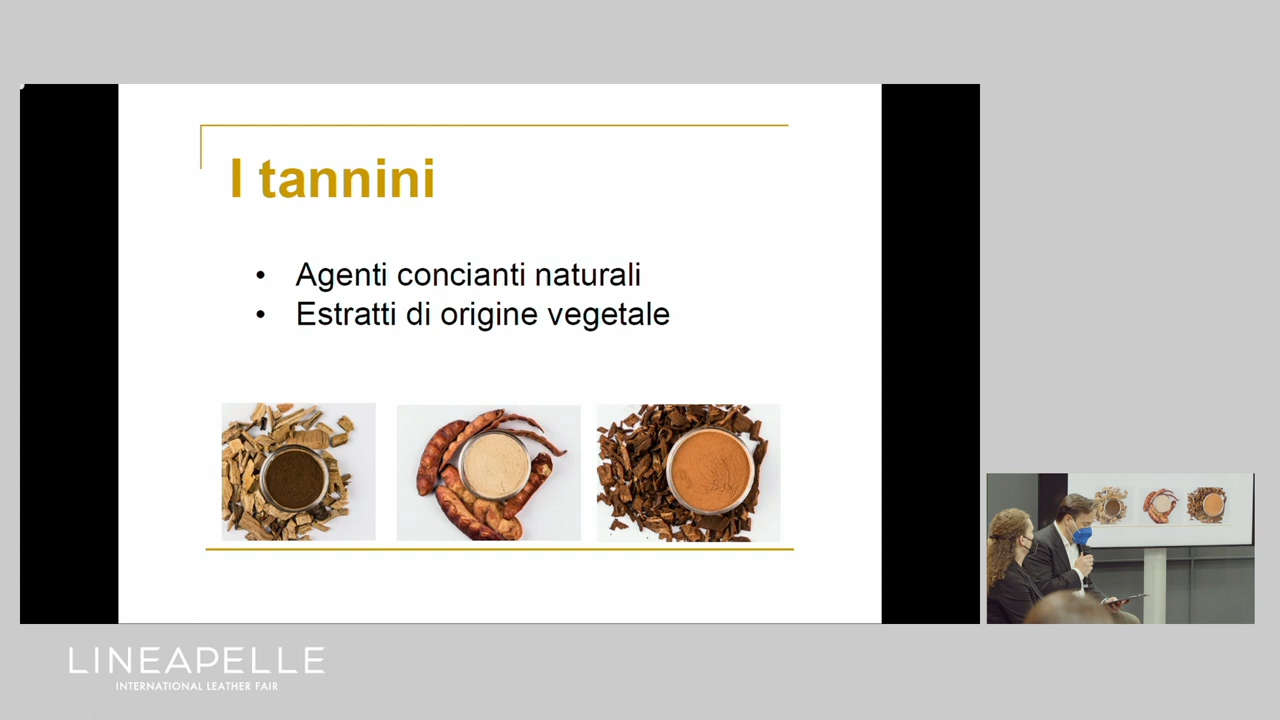 I tannini
• Agenti concianti naturali
• Estratti di origine vegetale
LINEAPELLE
INTERNATIONAL LEATHER FAIR